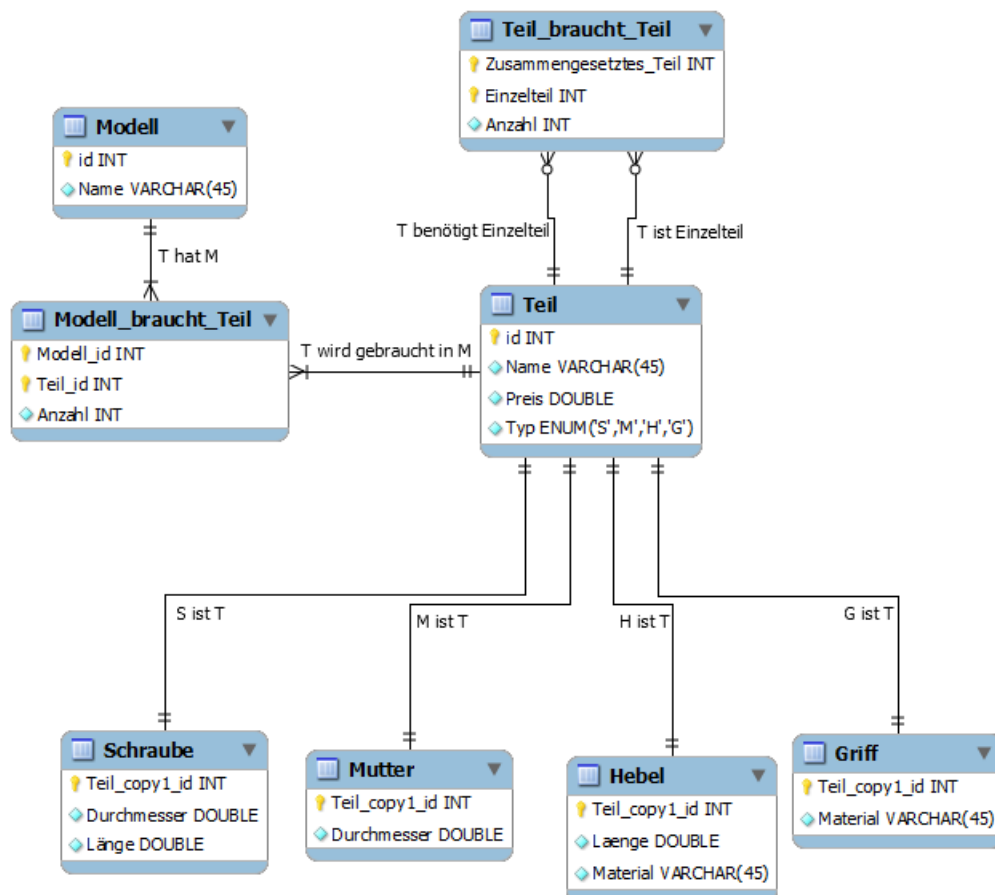 Teil_braucht_Teil
Zusammengesetztes_Teil INT
Einzelteil INT
Anzahl INT
Modell
id INT
Name VARCHAR(45)
T benötigt Einzelteil
T ist Einzelteil
T hat M
Modell_braucht_Teil
Modell_id INT
Teil_id INT
Anzahl INT
T wird gebraucht in M
Teil
id INT
Name VARCHAR(45)
Preis DOUBLE
Typ ENUM('S','M','H','G')
S ist T
M ist T
H ist T
G ist T
Schraube
Teil_copy1_id INT
Durchmesser DOUBLE
Länge DOUBLE
Mutter
Teil_copy1_id INT
Durchmesser DOUBLE
Hebel
Teil_copy1_id INT
Laenge DOUBLE
Material VARCHAR(45)
Griff
Teil_copy1_id INT
Material VARCHAR(45)